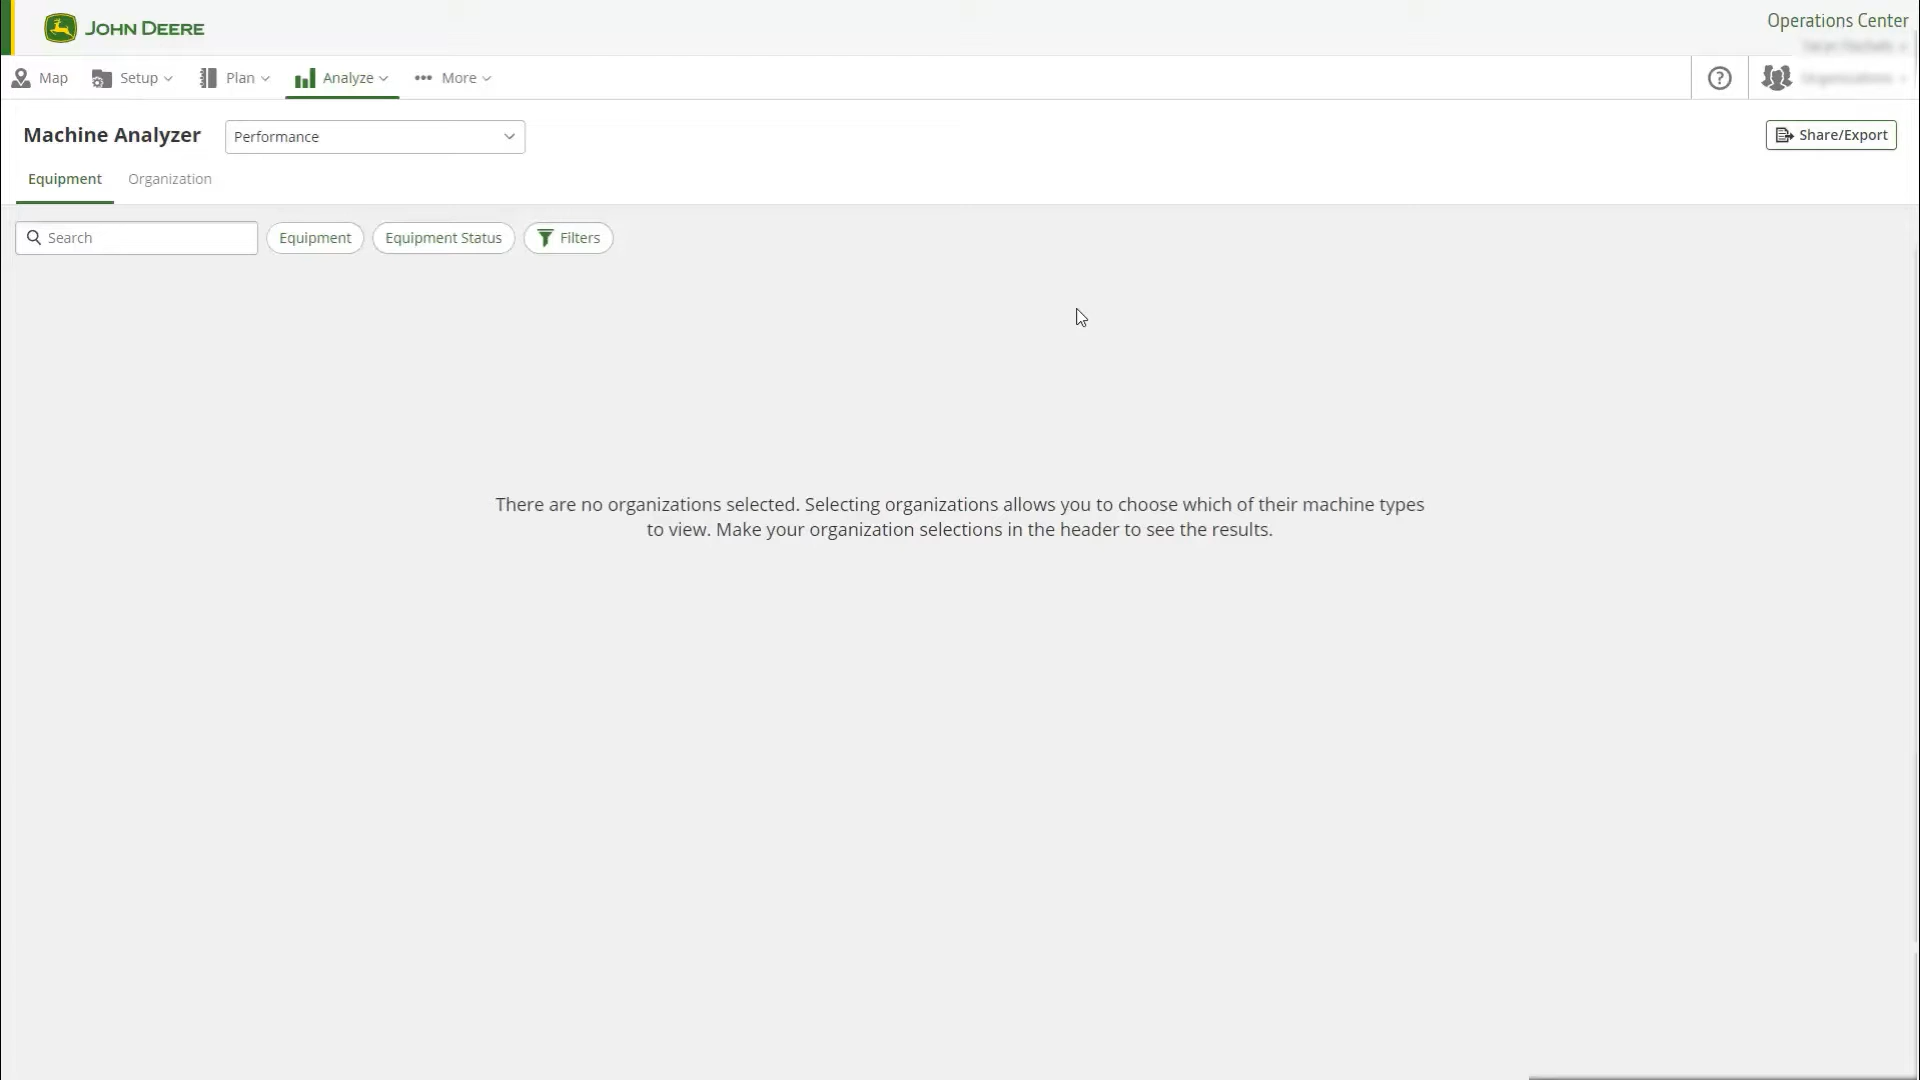 JOHN DEERE
Operations Center
Map
Setup
Plan
Analyze
More
Machine Analyzer
Performance
Share/Export
Equipment
Organization
Search
Equipment
Equipment Status
Filters
There are no organizations selected. Selecting organizations allows you to choose which of their machine types
to view. Make your organization selections in the header to see the results.